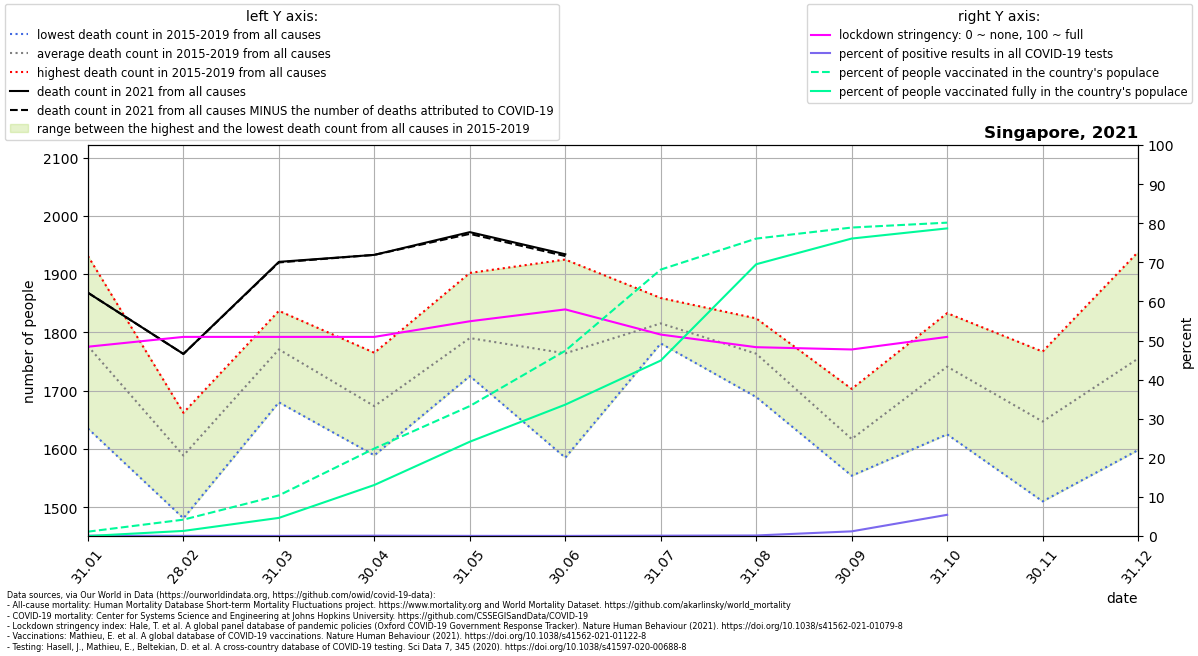 left Y axis:
lowest death count in 2015-2019 from all causes
average death count in 2015-2019 from all causes
highest death count in 2015-2019 from all causes
death count in 2021 from all causes
death count in 2021 from all causes MINUS the number of deaths attributed to COVID-19
range between the highest and the lowest death count from all causes in 2015-2019
right Y axis:
lockdown stringency: 0 ~ none, 100 ~ full
percent of positive results in all COVID-19 tests
percent of people vaccinated in the country's populace
percent of people vaccinated fully in the country's populace
Singapore, 2021
number of people
2100
2000
1900
1800
1700
1600
1500
100
90
80
70
60
50
40
30
20
10
0
percent
31.01
28.02
31.03
30.04
31.05
30.06
31.07
31.08
30.09
31.10
30.11
31.12
date
Data sources, via Our World in Data (https://ourworldindata.org, https://github.com/owid/covid-19-data):
- All-cause mortality: Human Mortality Database Short-term Mortality Fluctuations project. https://www.mortality.org and World Mortality Dataset. https://github.com/akarlinsky/world_mortality
- COVID-19 mortality: Center for Systems Science and Engineering at Johns Hopkins University. https://github.com/CSSEGISandData/COVID-19
- Lockdown stringency index: Hale, T. et al. A global panel database of pandemic policies (Oxford COVID-19 Government Response Tracker). Nature Human Behaviour (2021). https://doi.org/10.1038/s41562-021-01079-8
- Vaccinations: Mathieu, E. et al. A global database of COVID-19 vaccinations. Nature Human Behaviour (2021). https://doi.org/10.1038/s41562-021-01122-8
- Testing: Hasell, J., Mathieu, E., Beltekian, D. et al. A cross-country database of COVID-19 testing. Sci Data 7, 345 (2020). https://doi.org/10.1038/s41597-020-00688-8